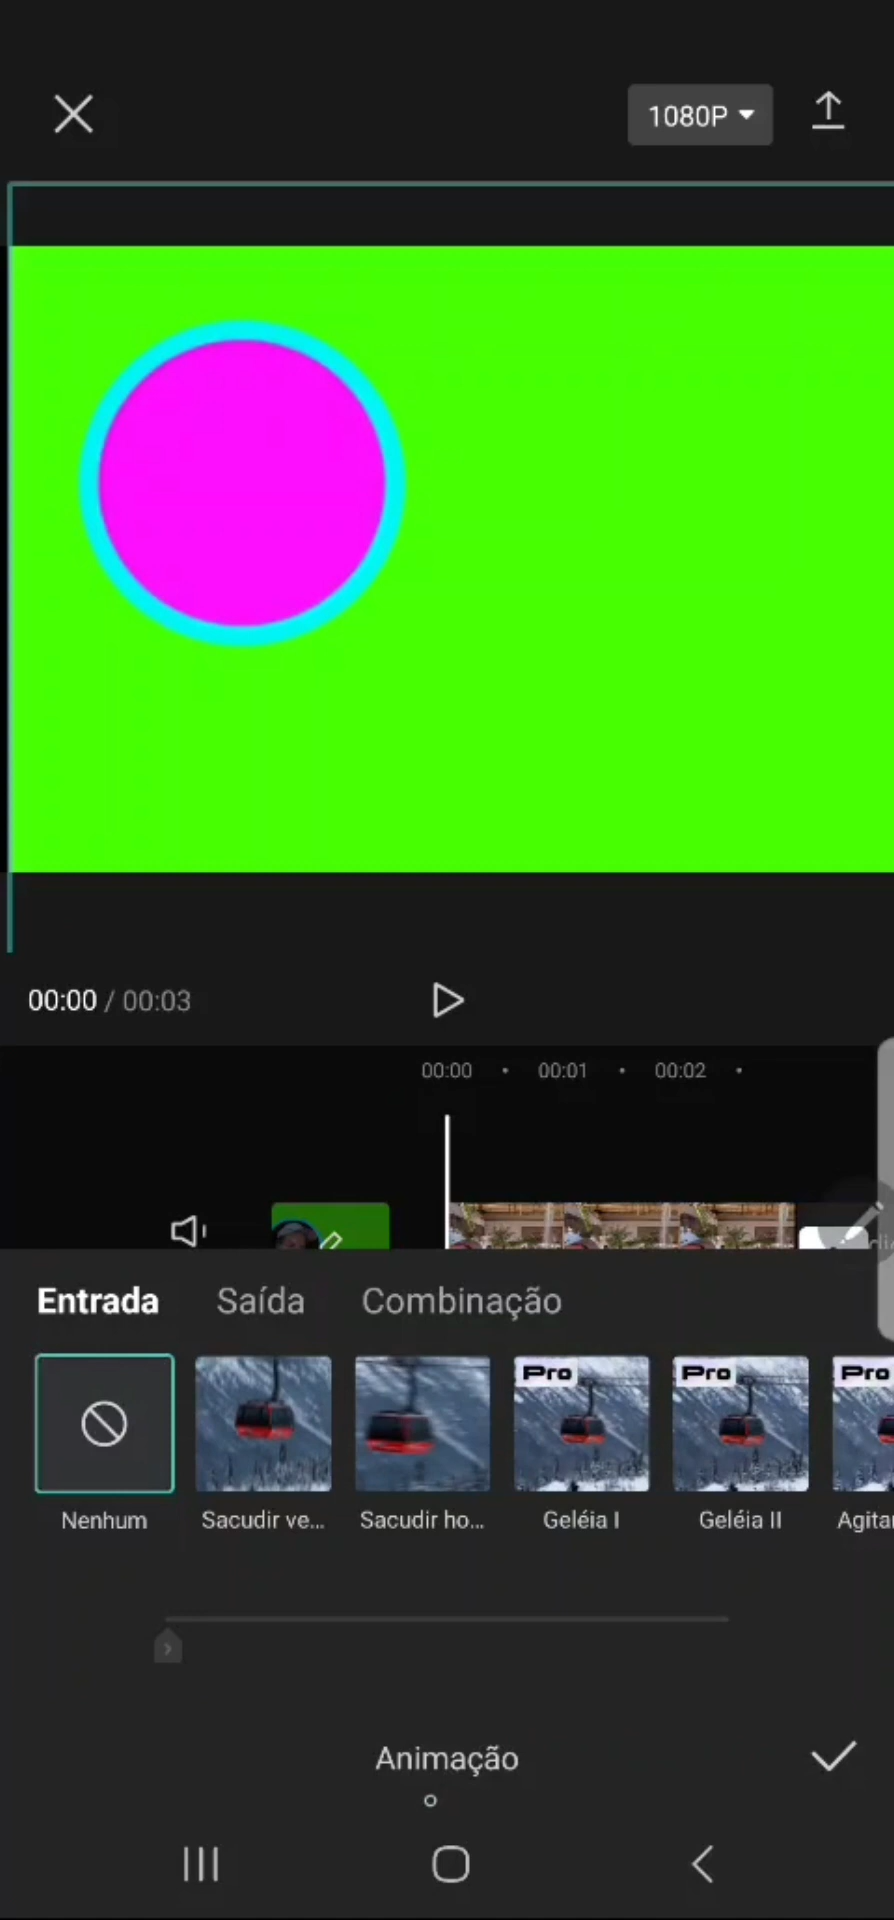 1080P
00:00 / 00:03
00:00 · 00:01 · 00:02 ·
Entrada Saída Combinação
Pro Pro Pro
Nenhum Sacudir ve... Sacudir ho... Geléia I Geléia II Agitar
Animação